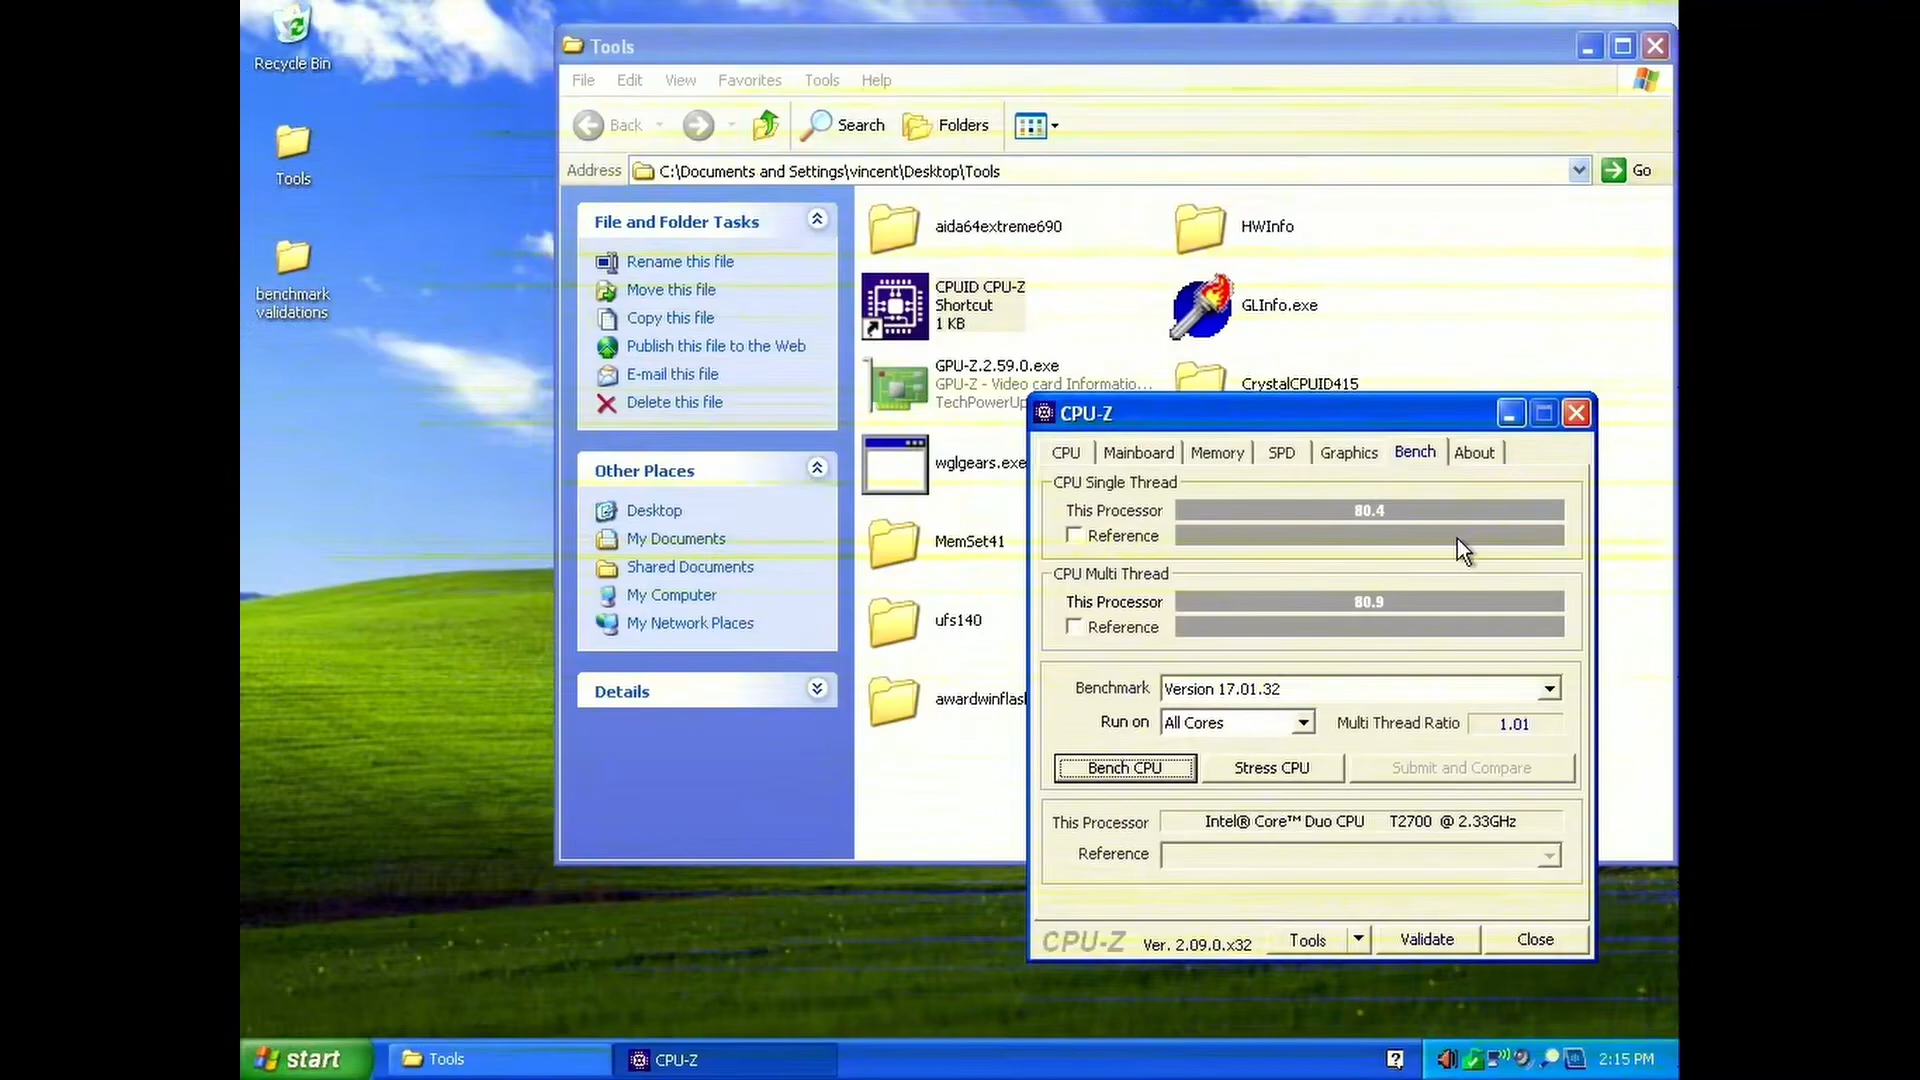 Recycle Bin
Tools
benchmark
validations
Tools
File Edit View Favorites Tools Help
Back Search Folders
Address C:\Documents and Settings\vincent\Desktop\Tools Go
File and Folder Tasks
Rename this file
Move this file
Copy this file
Publish this file to the Web
E-mail this file
Delete this file
Other Places
Desktop
My Documents
Shared Documents
My Computer
My Network Places
Details
aida64extreme690
HWInfo
CPUID CPU-Z
Shortcut
1 KB
GLInfo.exe
GPU-Z.2.59.0.exe
GPU-Z - Video card Informatio...
TechPowerUp
CrystalCPUID415
wglgears.exe
MemSet41
ufs140
awardwinflas
CPU-Z
CPU Mainboard Memory SPD Graphics Bench About
CPU Single Thread
This Processor 80.4
Reference
CPU Multi Thread
This Processor 80.9
Reference
Benchmark Version 17.01.32
Run on All Cores Multi Thread Ratio 1.01
Bench CPU Stress CPU Submit and Compare
This Processor Intel® Core™ Duo CPU T2700 @ 2.33GHz
Reference
CPU-Z Ver. 2.09.0.x32 Tools Validate Close
start Tools CPU-Z 2:15 PM